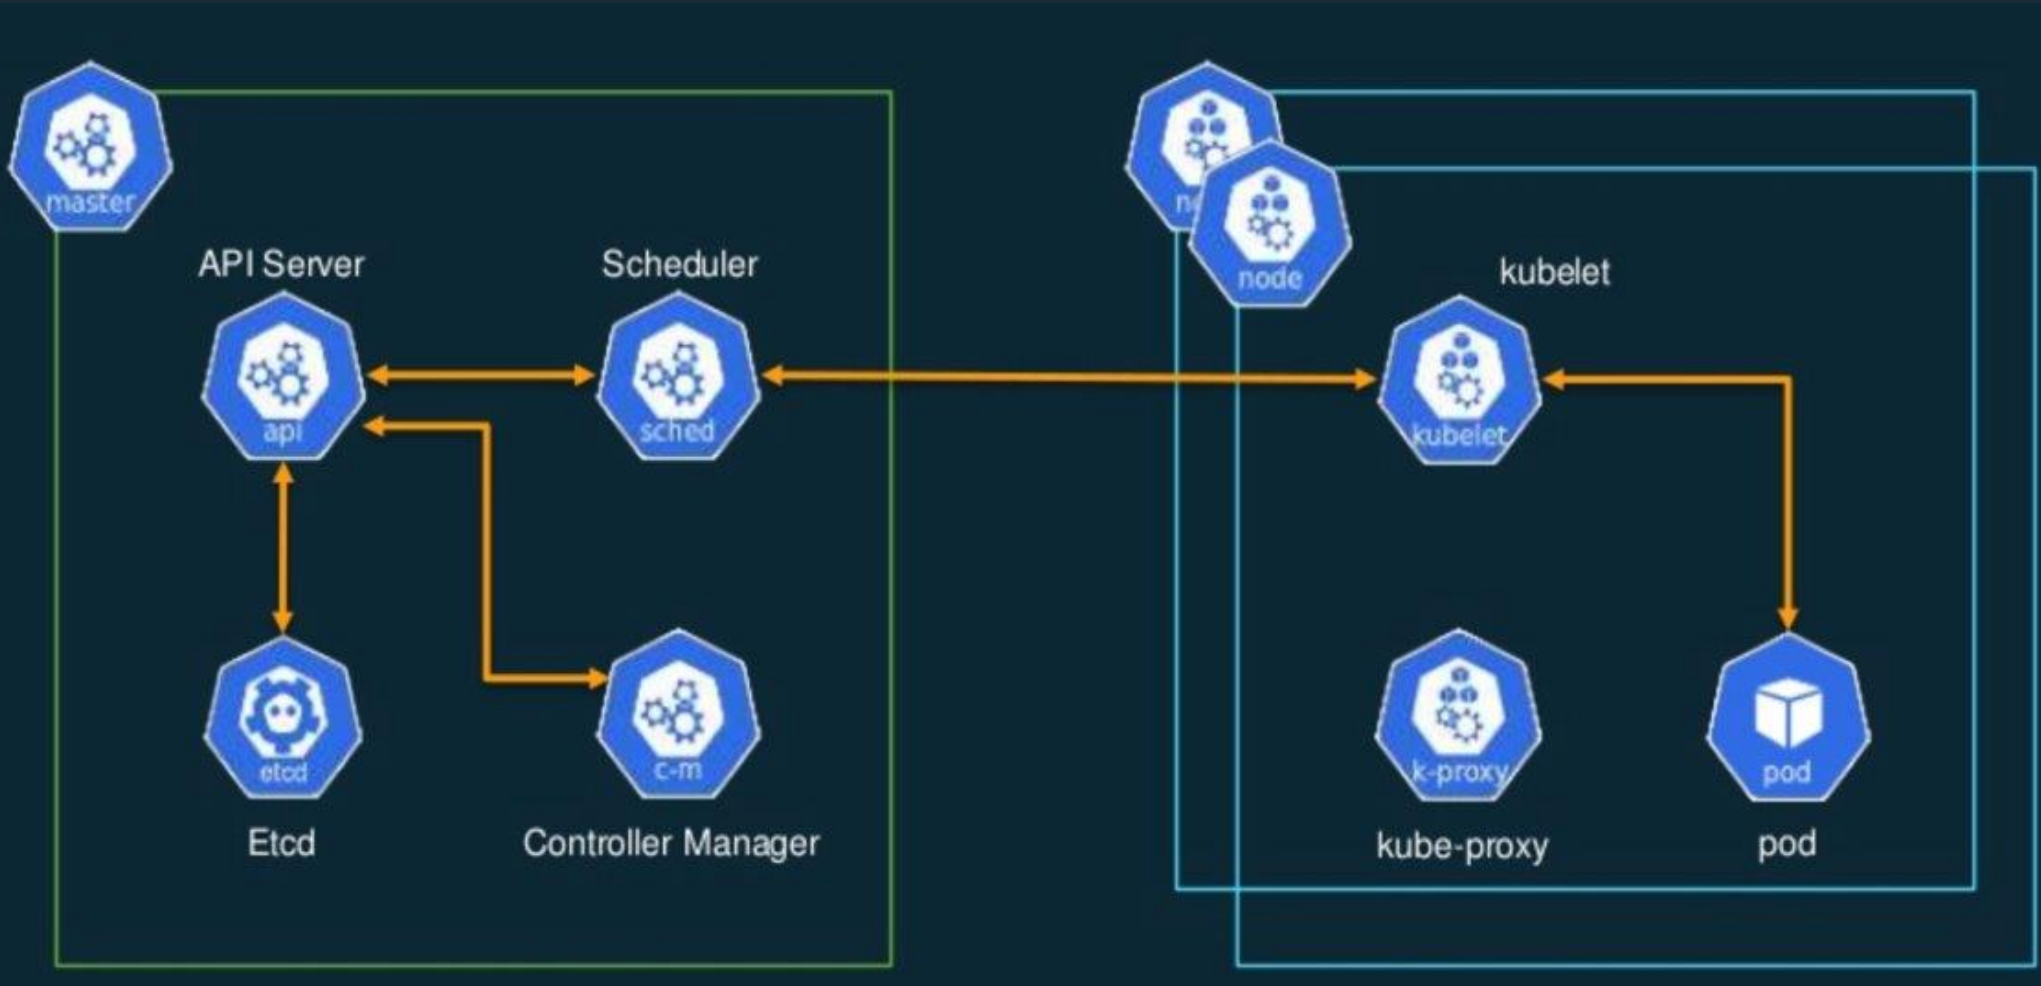 master
API Server
api
Scheduler
sched
etcd
Etcd
c-m
Controller Manager
node
kubelet
kubelet
k-proxy
kube-proxy
pod
pod